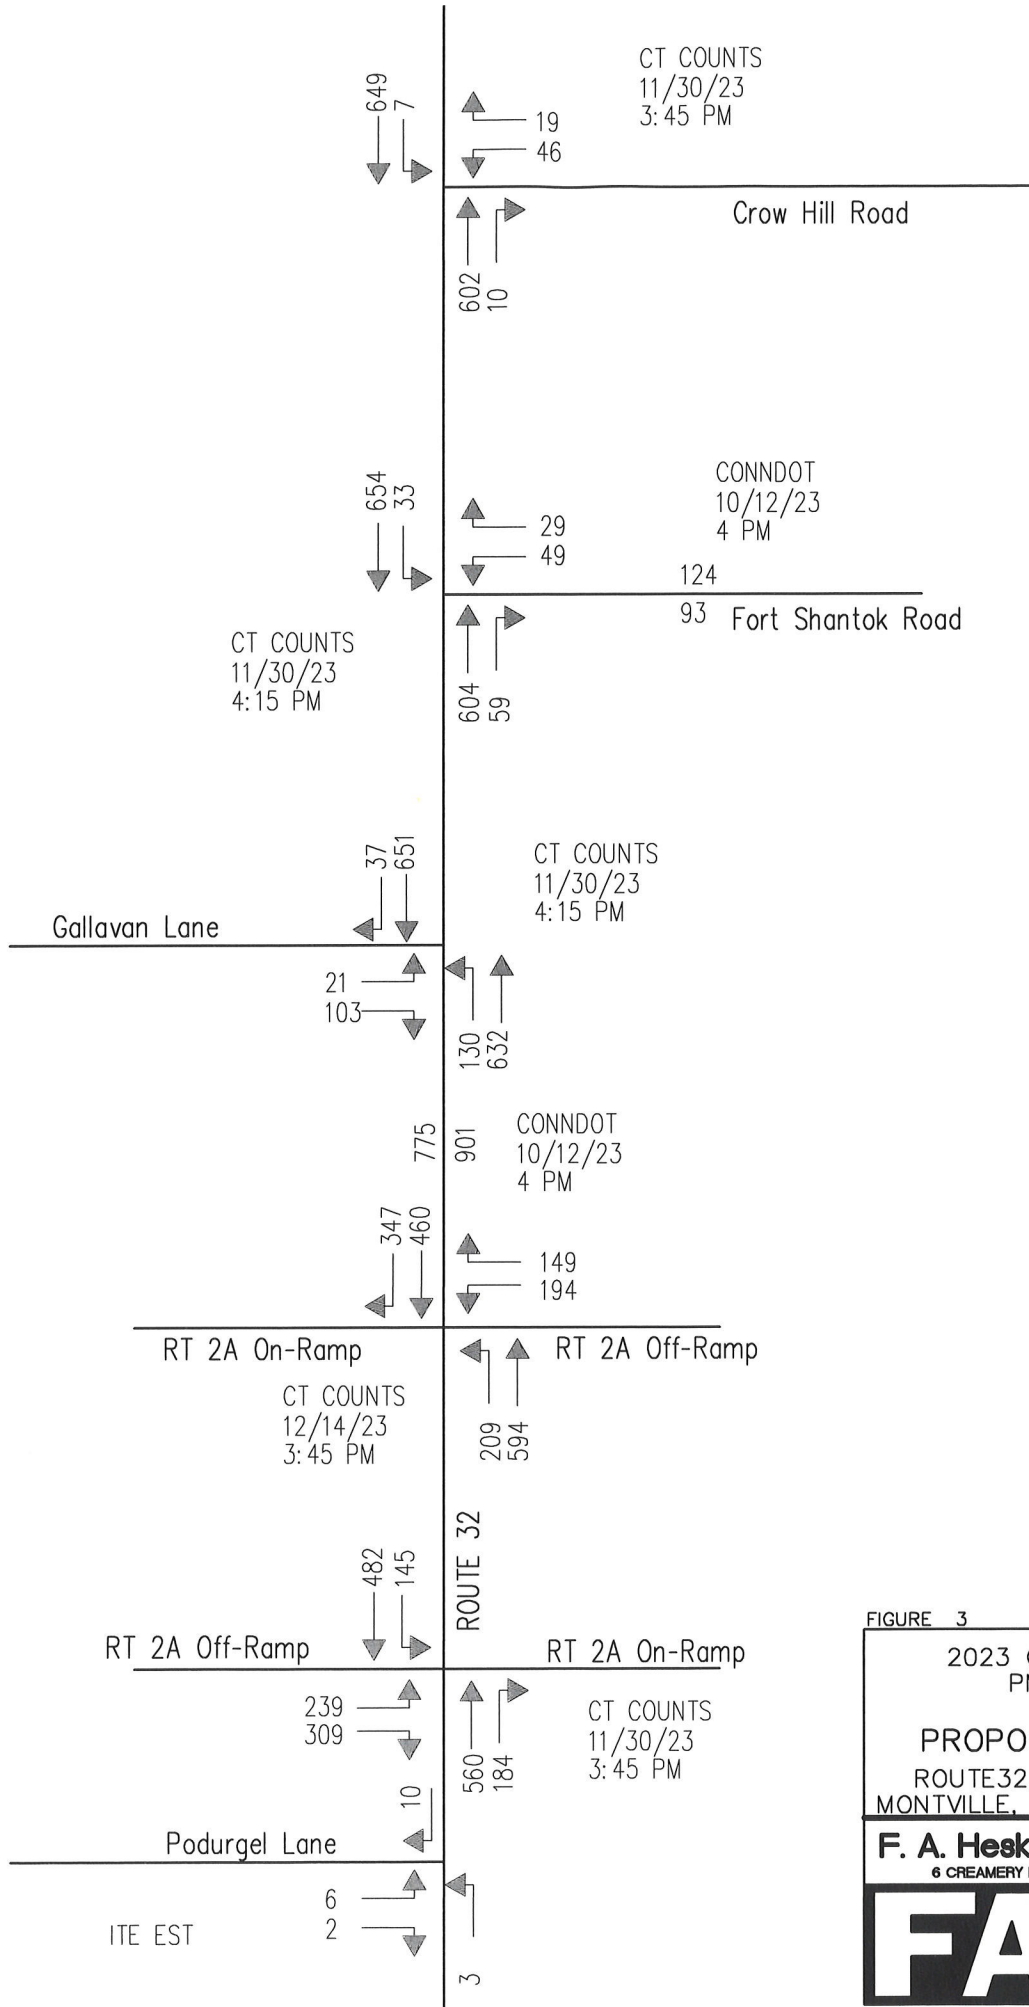 CT COUNTS
11/30/23
3:45 PM
649
7
19
46
Crow Hill Road
602
10
CONNDOT
10/12/23
4 PM
654
33
29
49
124
93
Fort Shantok Road
CT COUNTS
11/30/23
4:15 PM
604
59
37
651
CT COUNTS
11/30/23
4:15 PM
Gallavan Lane
21
103
130
632
775
901
CONNDOT
10/12/23
4 PM
347
460
149
194
RT 2A On-Ramp
RT 2A Off-Ramp
CT COUNTS
12/14/23
3:45 PM
209
594
ROUTE 32
482
145
RT 2A Off-Ramp
RT 2A On-Ramp
239
309
560
184
CT COUNTS
11/30/23
3:45 PM
10
Podurgel Lane
6
2
ITE EST
3
FIGURE 3
2023
PROPO
ROUTE32
MONTVILLE,
F. A. Hesk
6 CREAMERY
FA